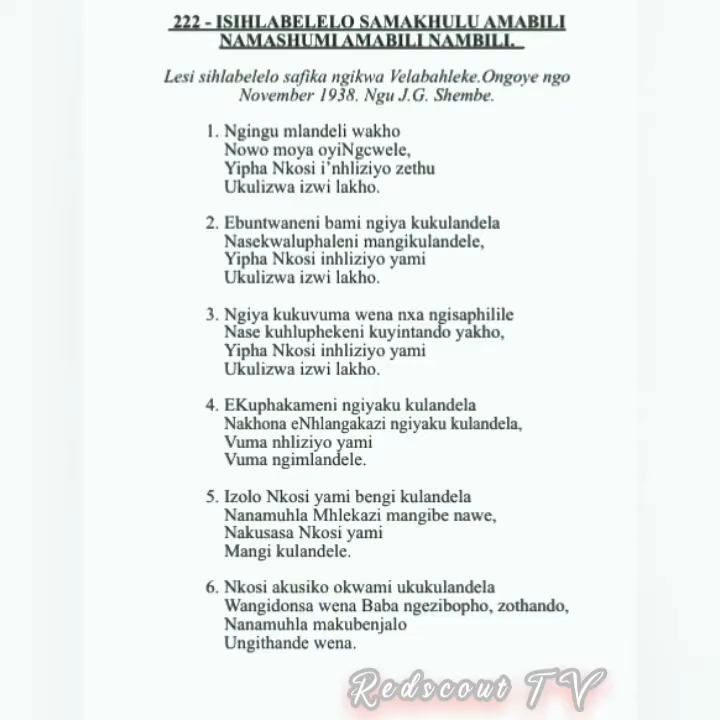 222 - ISIHLABELELO SAMAKHULU AMABILI
NAMASHUMI AMABILI NAMBILI.
Lesi sihlabelelo safika ngikwa Velabahleke.Ongoye ngo
November 1938. Ngu J.G. Shembe.
1. Ngingu mlandeli wakho
Nowo moya oyiNgcwele,
Yipha Nkosi i'nhliziyo zethu
Ukulizwa izwi lakho.
2. Ebuntwaneni bami ngiya kukulandela
Nasekwaluphaleni mangikulandele,
Yipha Nkosi inhliziyo yami
Ukulizwa izwi lakho.
3. Ngiya kukuvuma wena nxa ngisaphilile
Nase kuhluphekeni kuyintando yakho,
Yipha Nkosi inhliziyo yami
Ukulizwa izwi lakho.
4. EKuphakameni ngiyaku kulandela
Nakhona eNhlangakazi ngiyaku kulandela,
Vuma nhliziyo yami
Vuma ngimlandele.
5. Izolo Nkosi yami bengi kulandela
Nanamuhla Mhlekazi mangibe nawe,
Nakusasa Nkosi yami
Mangi kulandele.
6. Nkosi akusiko okwami ukukulandela
Wangidonsa wena Baba ngezibopho, zothando,
Nanamuhla makubenjalo
Ungithande wena.
Redscout TV